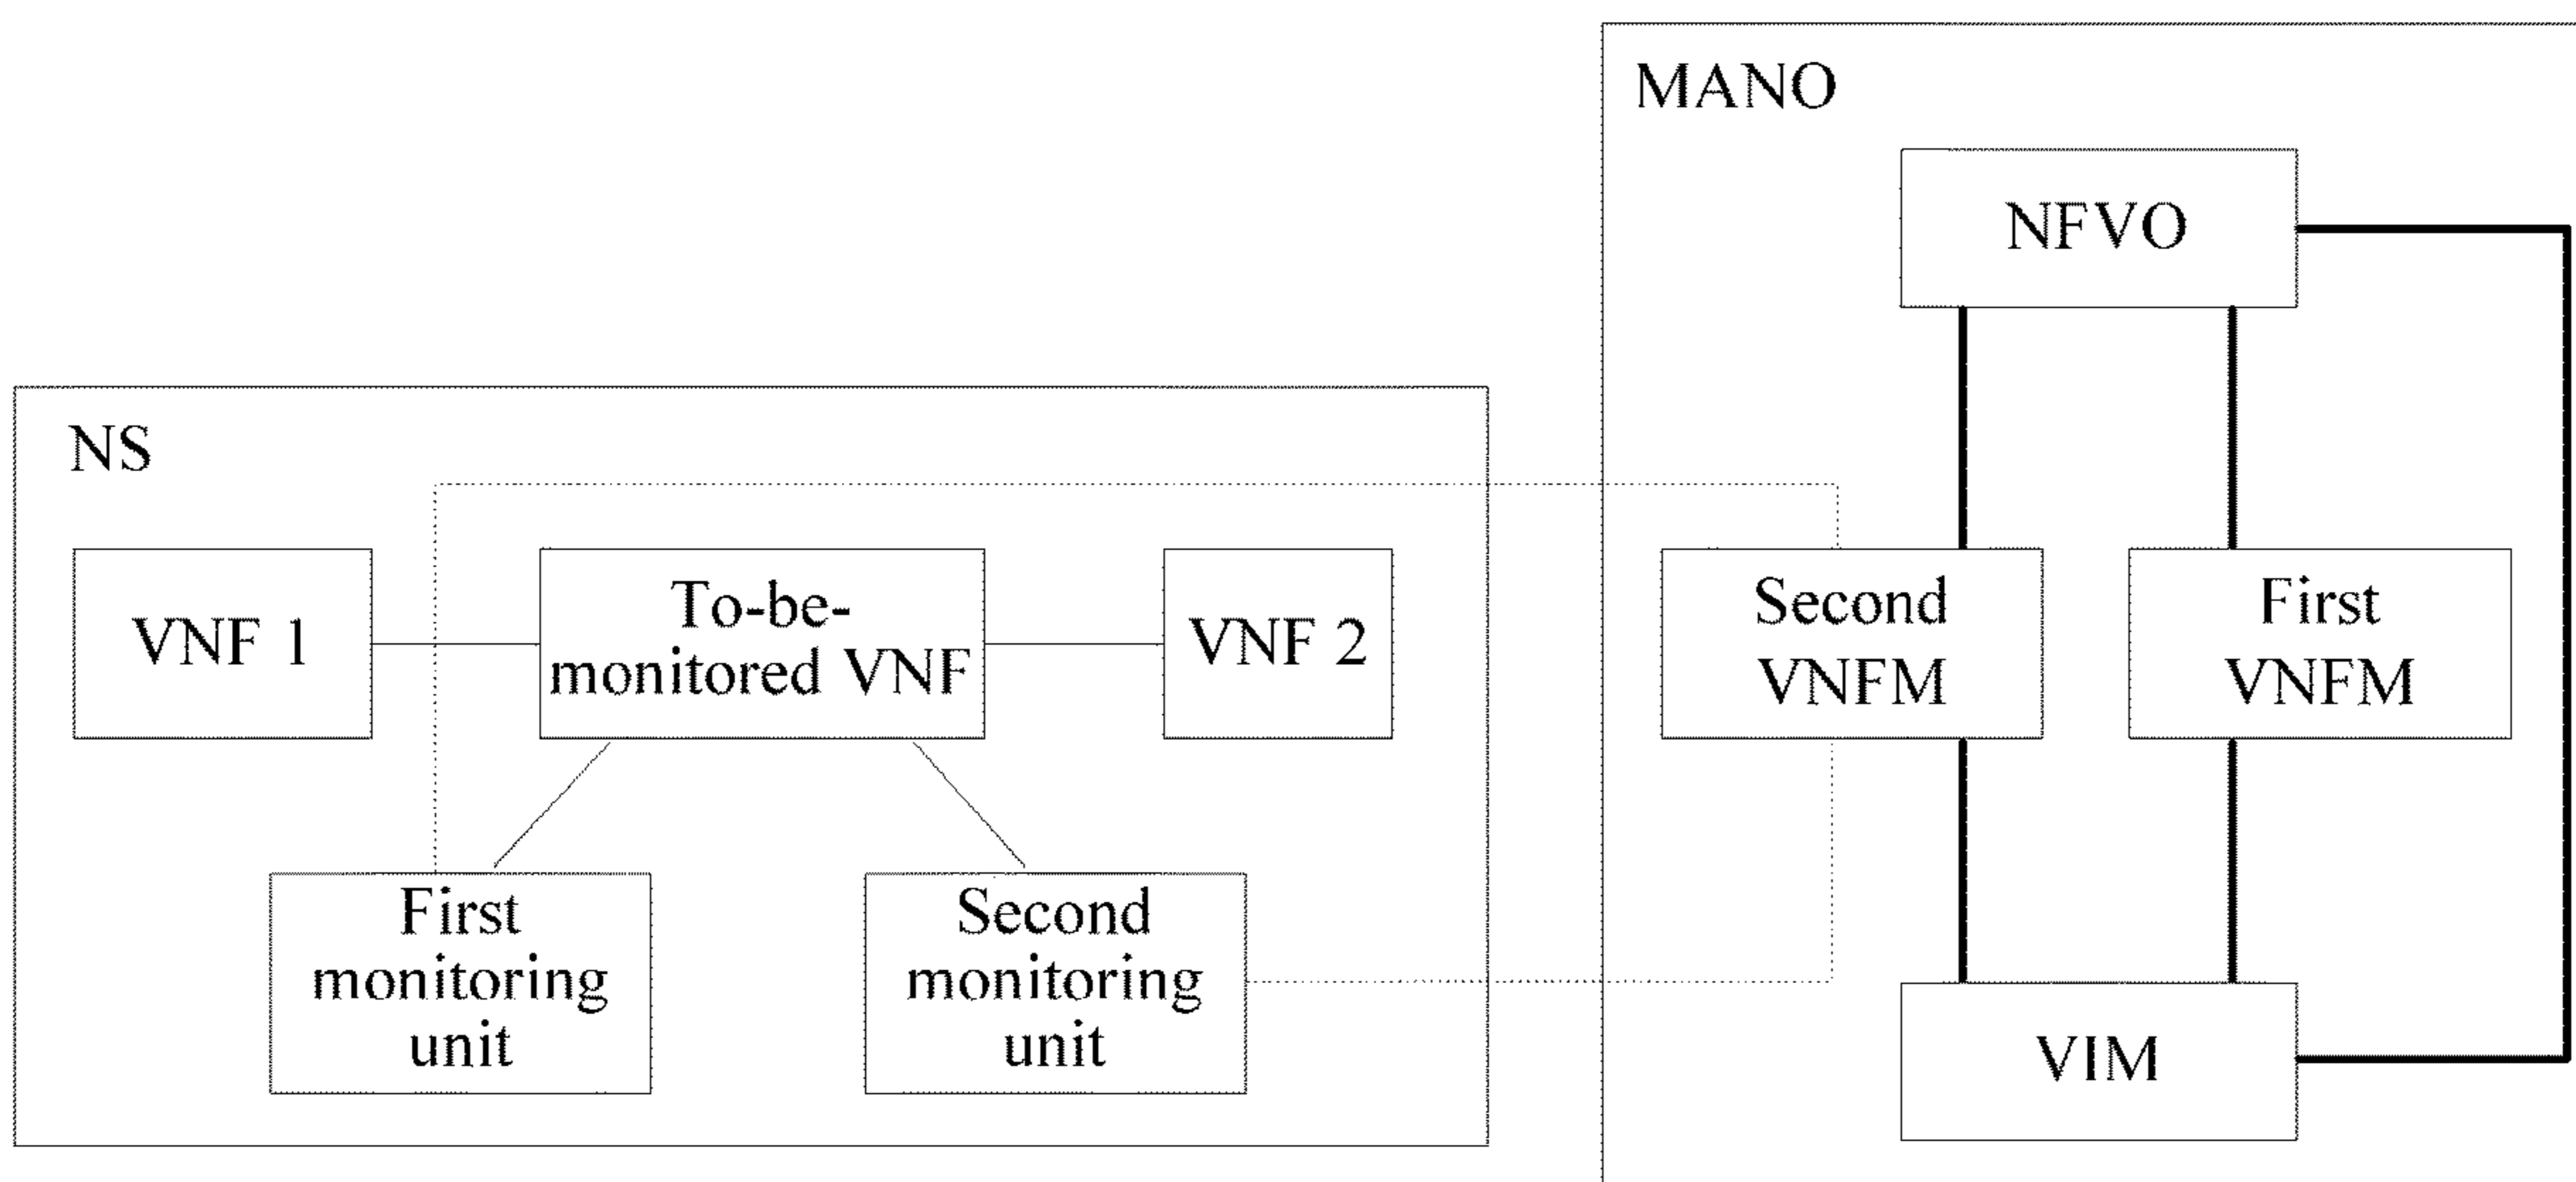 MANO
NFVO
NS
VNF 1
To-be-
monitored VNF
VNF 2
Second
VNFM
First
VNFM
First
monitoring
unit
Second
monitoring
unit
VIM